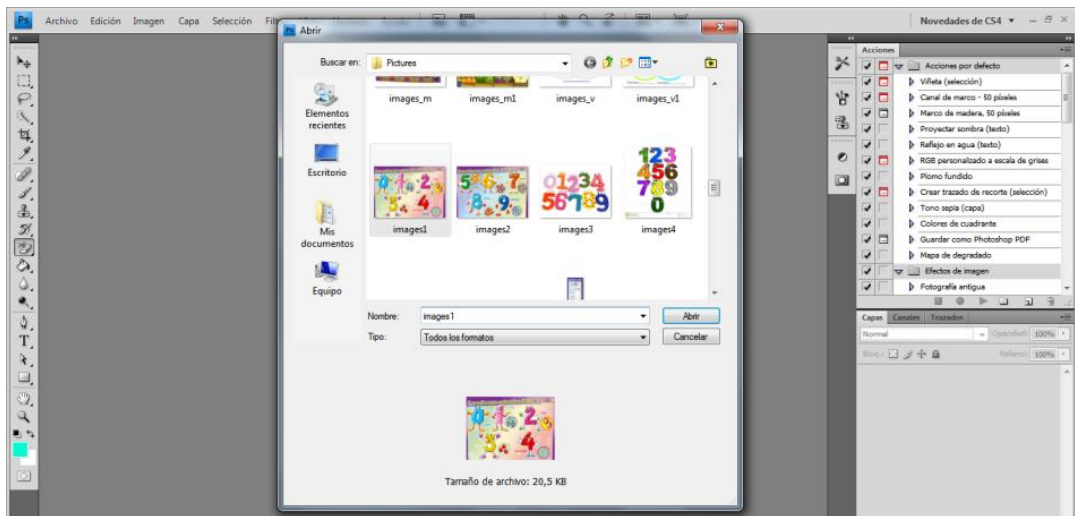 Ps Archivo Edición Imagen Capa Selección
Novedades de CS4
Ps Abrir
Buscar en: Pictures
Elementos recientes
Escritorio
Mis documentos
Equipo
images_m images_m1 images_v images_v1
images1 images2 images3 images4
Nombre: images1 Abrir
Tipo: Todos los formatos Cancelar
Tamaño de archivo: 20,5 KB
Acciones
Acciones por defecto
Viñeta (selección)
Canal de marco - 50 píxeles
Marco de madera, 50 píxeles
Proyectar sombra (texto)
Reflejo en agua (texto)
RGB personalizado a escala de grises
Plomo fundido
Crear trazado de recorte (selección)
Tono sepia (capa)
Colores de cuadrante
Guardar como Photoshop PDF
Mapa de degradado
Efectos de imagen
Fotografía antigua
Capas Canales Trazados
Normal Opacidad: 100%
Bloq.: Relleno: 100%